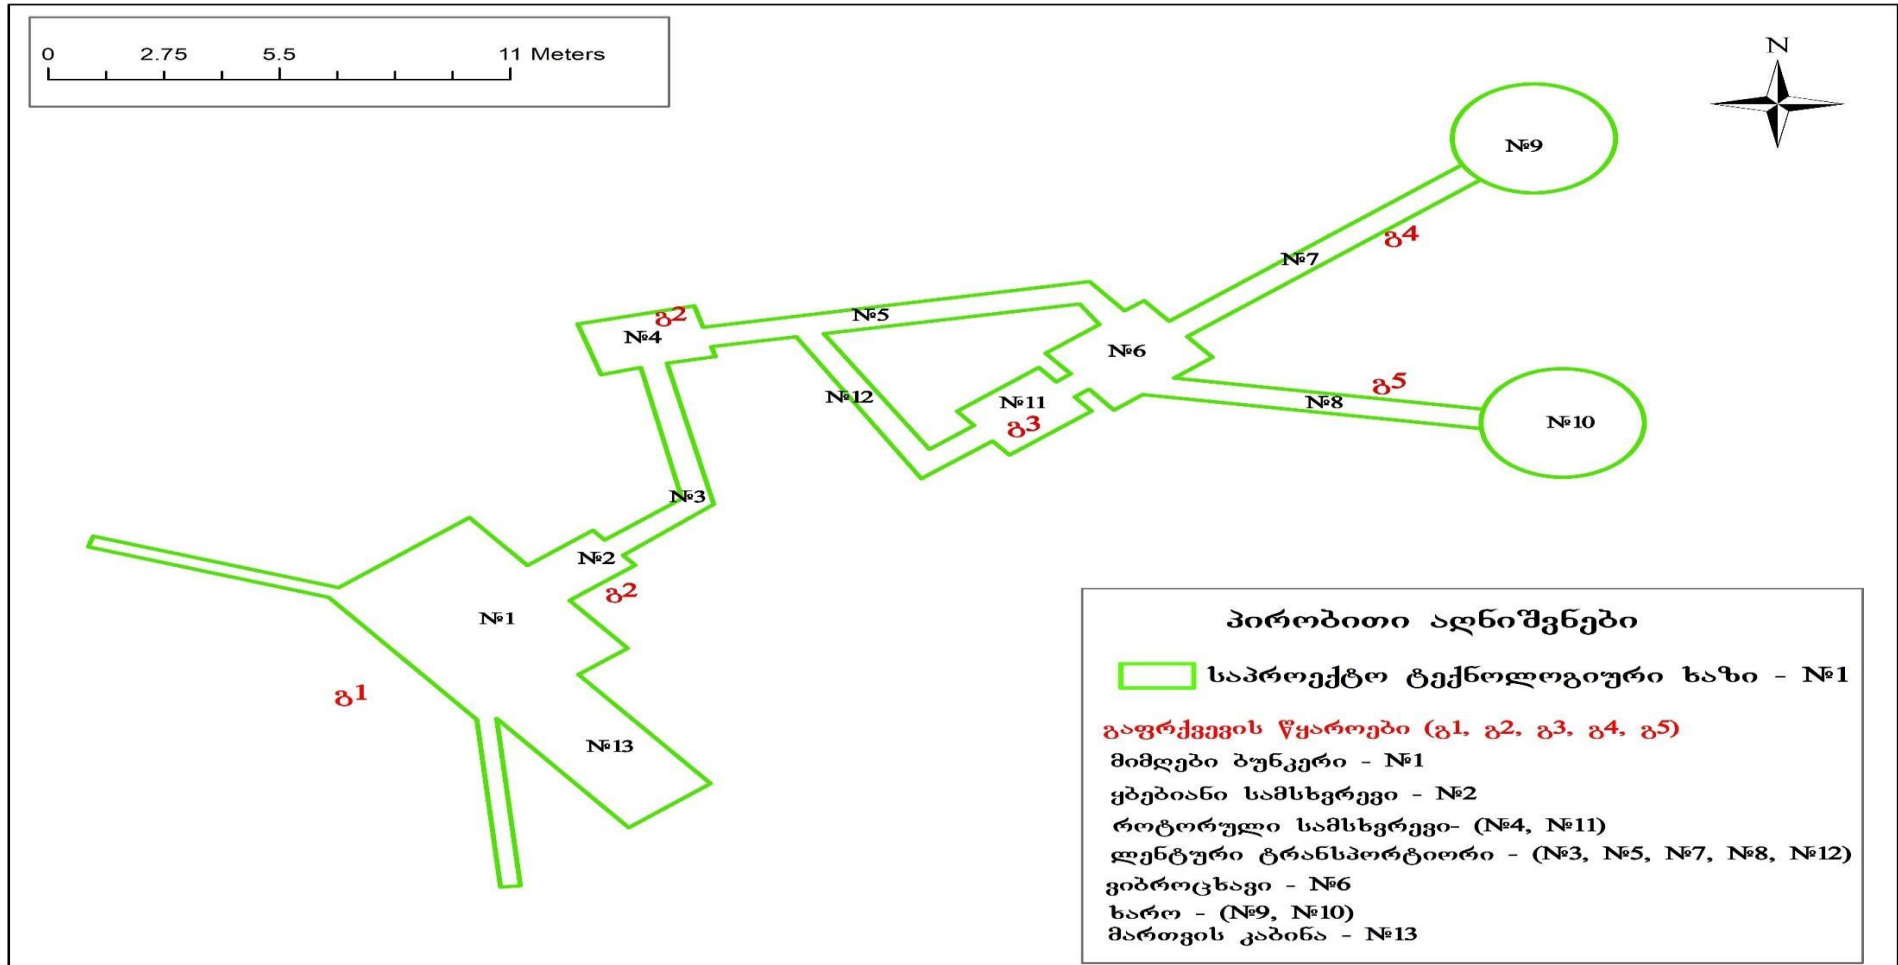 0 2.75 5.5 11 Meters
N
№9
გ4
№7
გ2
№5
№4
№6
№12
№11
გ5
№8
გ3
№10
№3
№2
გ2
№1
გ1
№13
პირობითი აღნიშვნები
საპროექტო ტექნოლოგიური ხაზი - №1
გაფრქვევის წყაროები (გ1, გ2, გ3, გ4, გ5)
მიმღები ბუნკერი - №1
ყბებიანი სამსხვრევი - №2
როტორული სამსხვრევი- (№4, №11)
ლენტური ტრანსპორტიორი - (№3, №5, №7, №8, №12)
ვიბროცხავი - №6
ხარო - (№9, №10)
მართვის კაბინა - №13